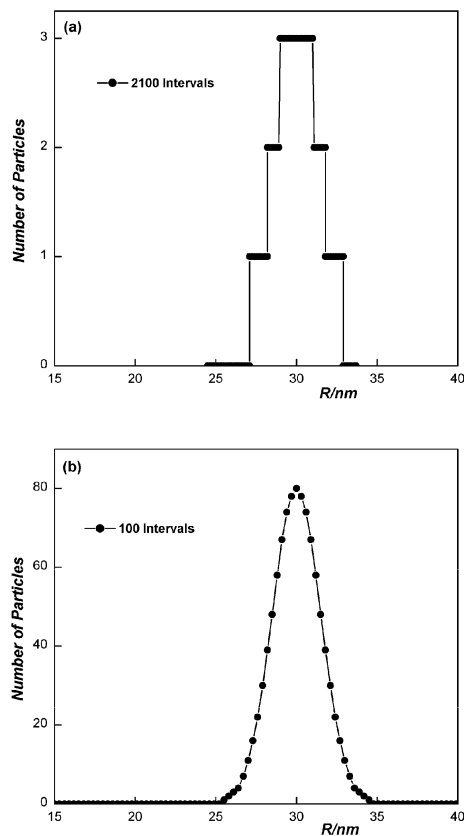 (a)
3
2100 Intervals
2
1
0
Number of Particles
15 20 25 30 35 40
R/nm
(b)
80
100 Intervals
60
40
20
0
Number of Particles
15 20 25 30 35 40
R/nm